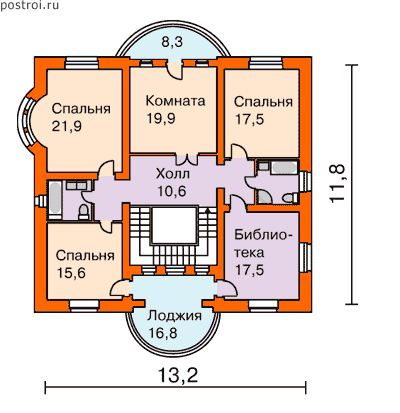 postroi.ru
8,3
Спальня
21,9
Комната
19,9
Спальня
17,5
Холл
10,6
Спальня
15,6
Библио-
тека
17,5
Лоджия
16,8
11,8
13,2